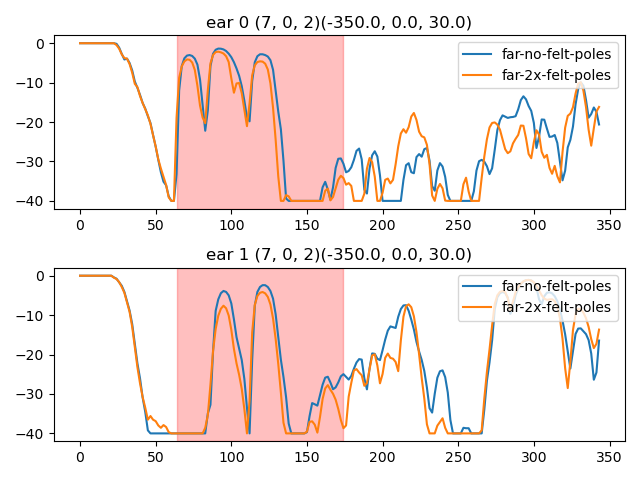 ear 0 (7, 0, 2)(-350.0, 0.0, 30.0)
0
−10
−20
−30
−40
far-no-felt-poles
far-2x-felt-poles
0 50 100 150 200 250 300 350
ear 1 (7, 0, 2)(-350.0, 0.0, 30.0)
0
−10
−20
−30
−40
far-no-felt-poles
far-2x-felt-poles
0 50 100 150 200 250 300 350